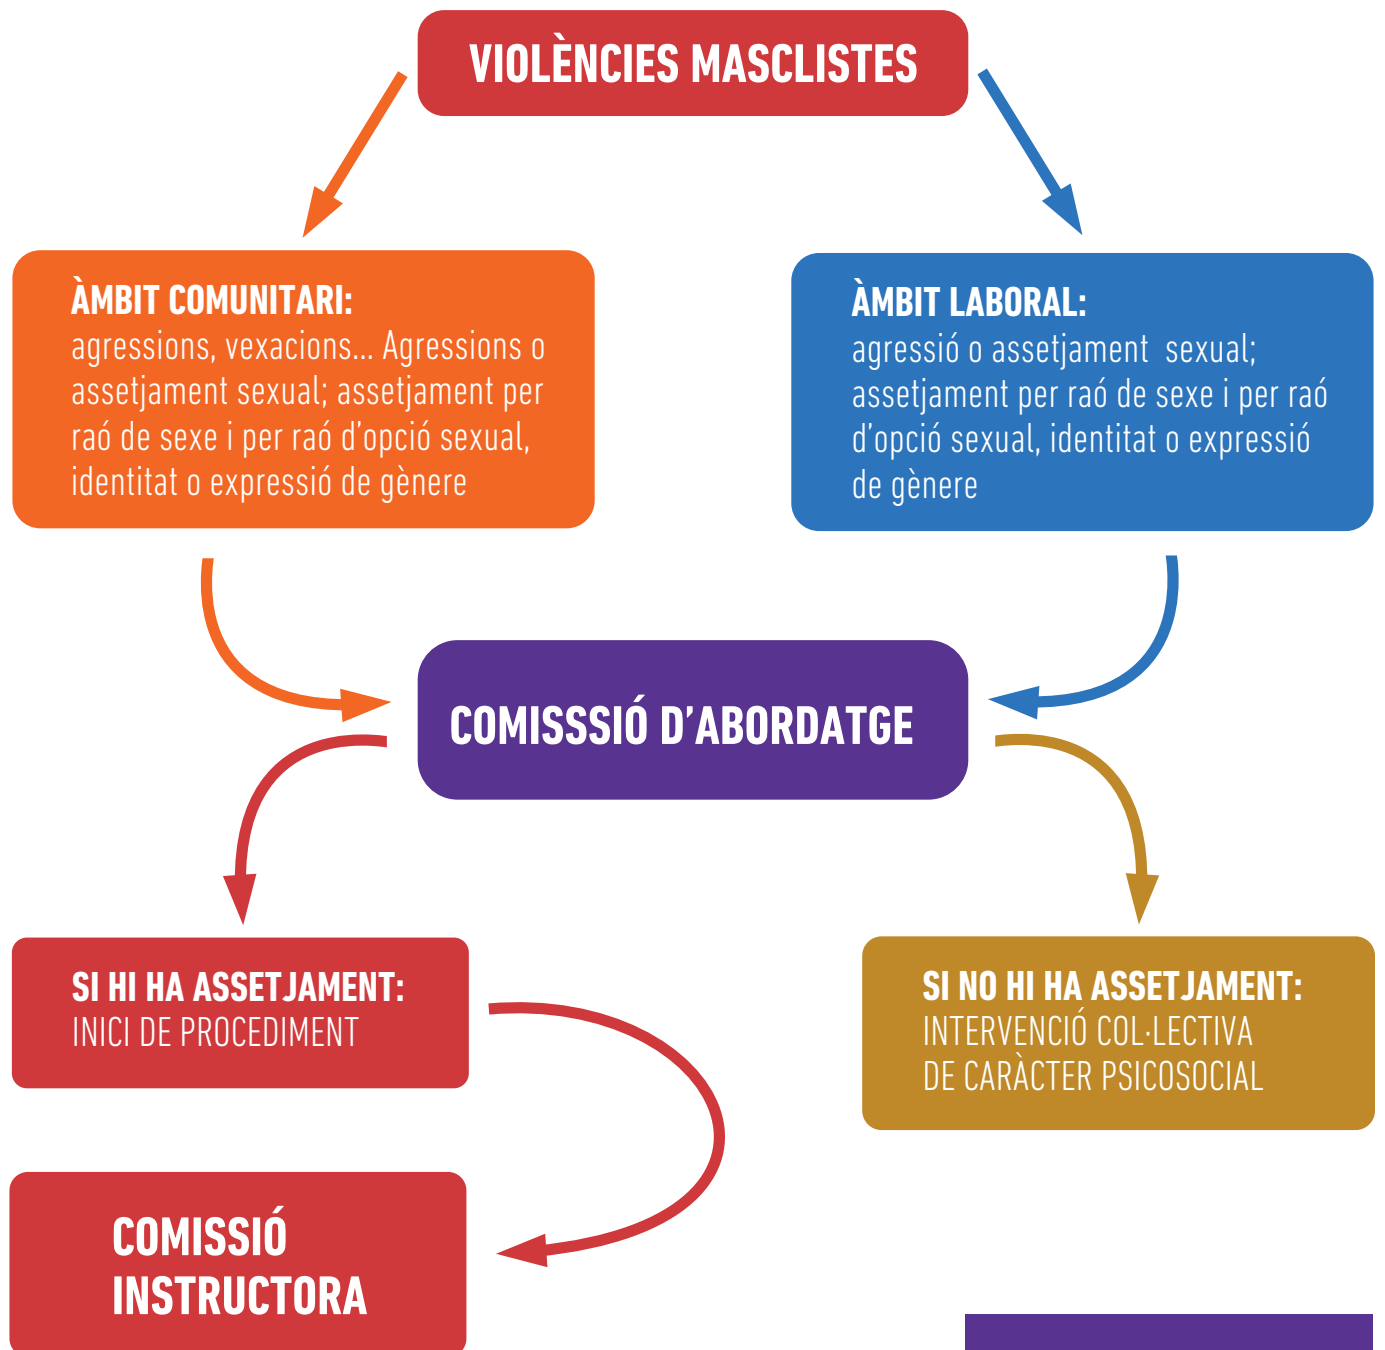 VIOLÈNCIES MASCLISTES
ÀMBIT COMUNITARI:
agressions, vexacions... Agressions o
assetjament sexual; assetjament per
raó de sexe i per raó d'opció sexual,
identitat o expressió de gènere
ÀMBIT LABORAL:
agressió o assetjament sexual;
assetjament per raó de sexe i per raó
d'opció sexual, identitat o expressió
de gènere
COMISSSIÓ D'ABORDATGE
SI HI HA ASSETJAMENT:
INICI DE PROCEDIMENT
SI NO HI HA ASSETJAMENT:
INTERVENCIÓ COL·LECTIVA
DE CARÀCTER PSICOSOCIAL
COMISSIÓ
INSTRUCTORA